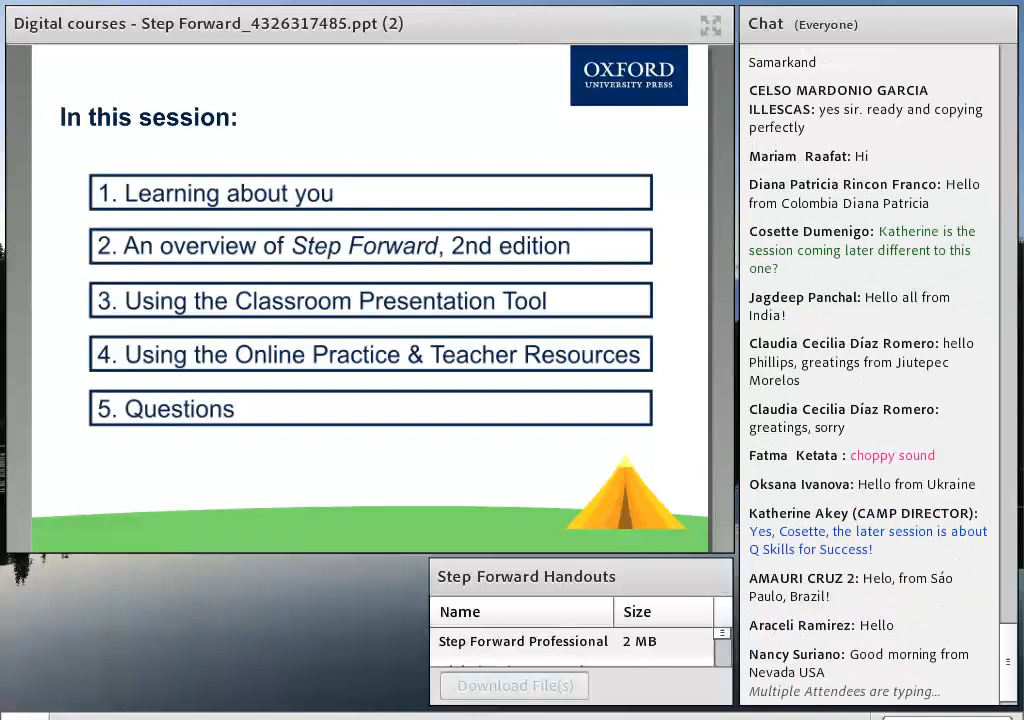 Digital courses - Step Forward_4326317485.ppt (2)
OXFORD
UNIVERSITY PRESS
In this session:
1. Learning about you
2. An overview of Step Forward, 2nd edition
3. Using the Classroom Presentation Tool
4. Using the Online Practice & Teacher Resources
5. Questions
Step Forward Handouts
Name Size
Step Forward Professional 2 MB
Download File(s)
Chat (Everyone)
Samarkand
CELSO MARDONIO GARCIA
ILLESCAS: yes sir. ready and copying
perfectly
Mariam Raafat: Hi
Diana Patricia Rincon Franco: Hello
from Colombia Diana Patricia
Cosette Dumenigo: Katherine is the
session coming later different to this
one?
Jagdeep Panchal: Hello all from
India!
Claudia Cecilia Díaz Romero: hello
Phillips, greatings from Jiutepec
Morelos
Claudia Cecilia Díaz Romero:
greetings, sorry
Fatma Ketata : choppy sound
Oksana Ivanova: Hello from Ukraine
Katherine Akey (CAMP DIRECTOR):
Yes, Cosette, the later session is about
Q Skills for Success!
AMAURI CRUZ 2: Helo, from Sáo
Paulo, Brazil!
Araceli Ramirez: Hello
Nancy Suriano: Good morning from
Nevada USA
Multiple Attendees are typing...